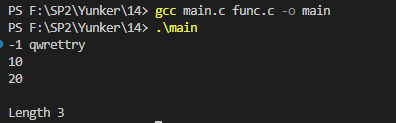 PS F:\SP2\Yunker\14> gcc main.c func.c -o main
PS F:\SP2\Yunker\14> .\main
-1 qwrettry
10
20
Length 3